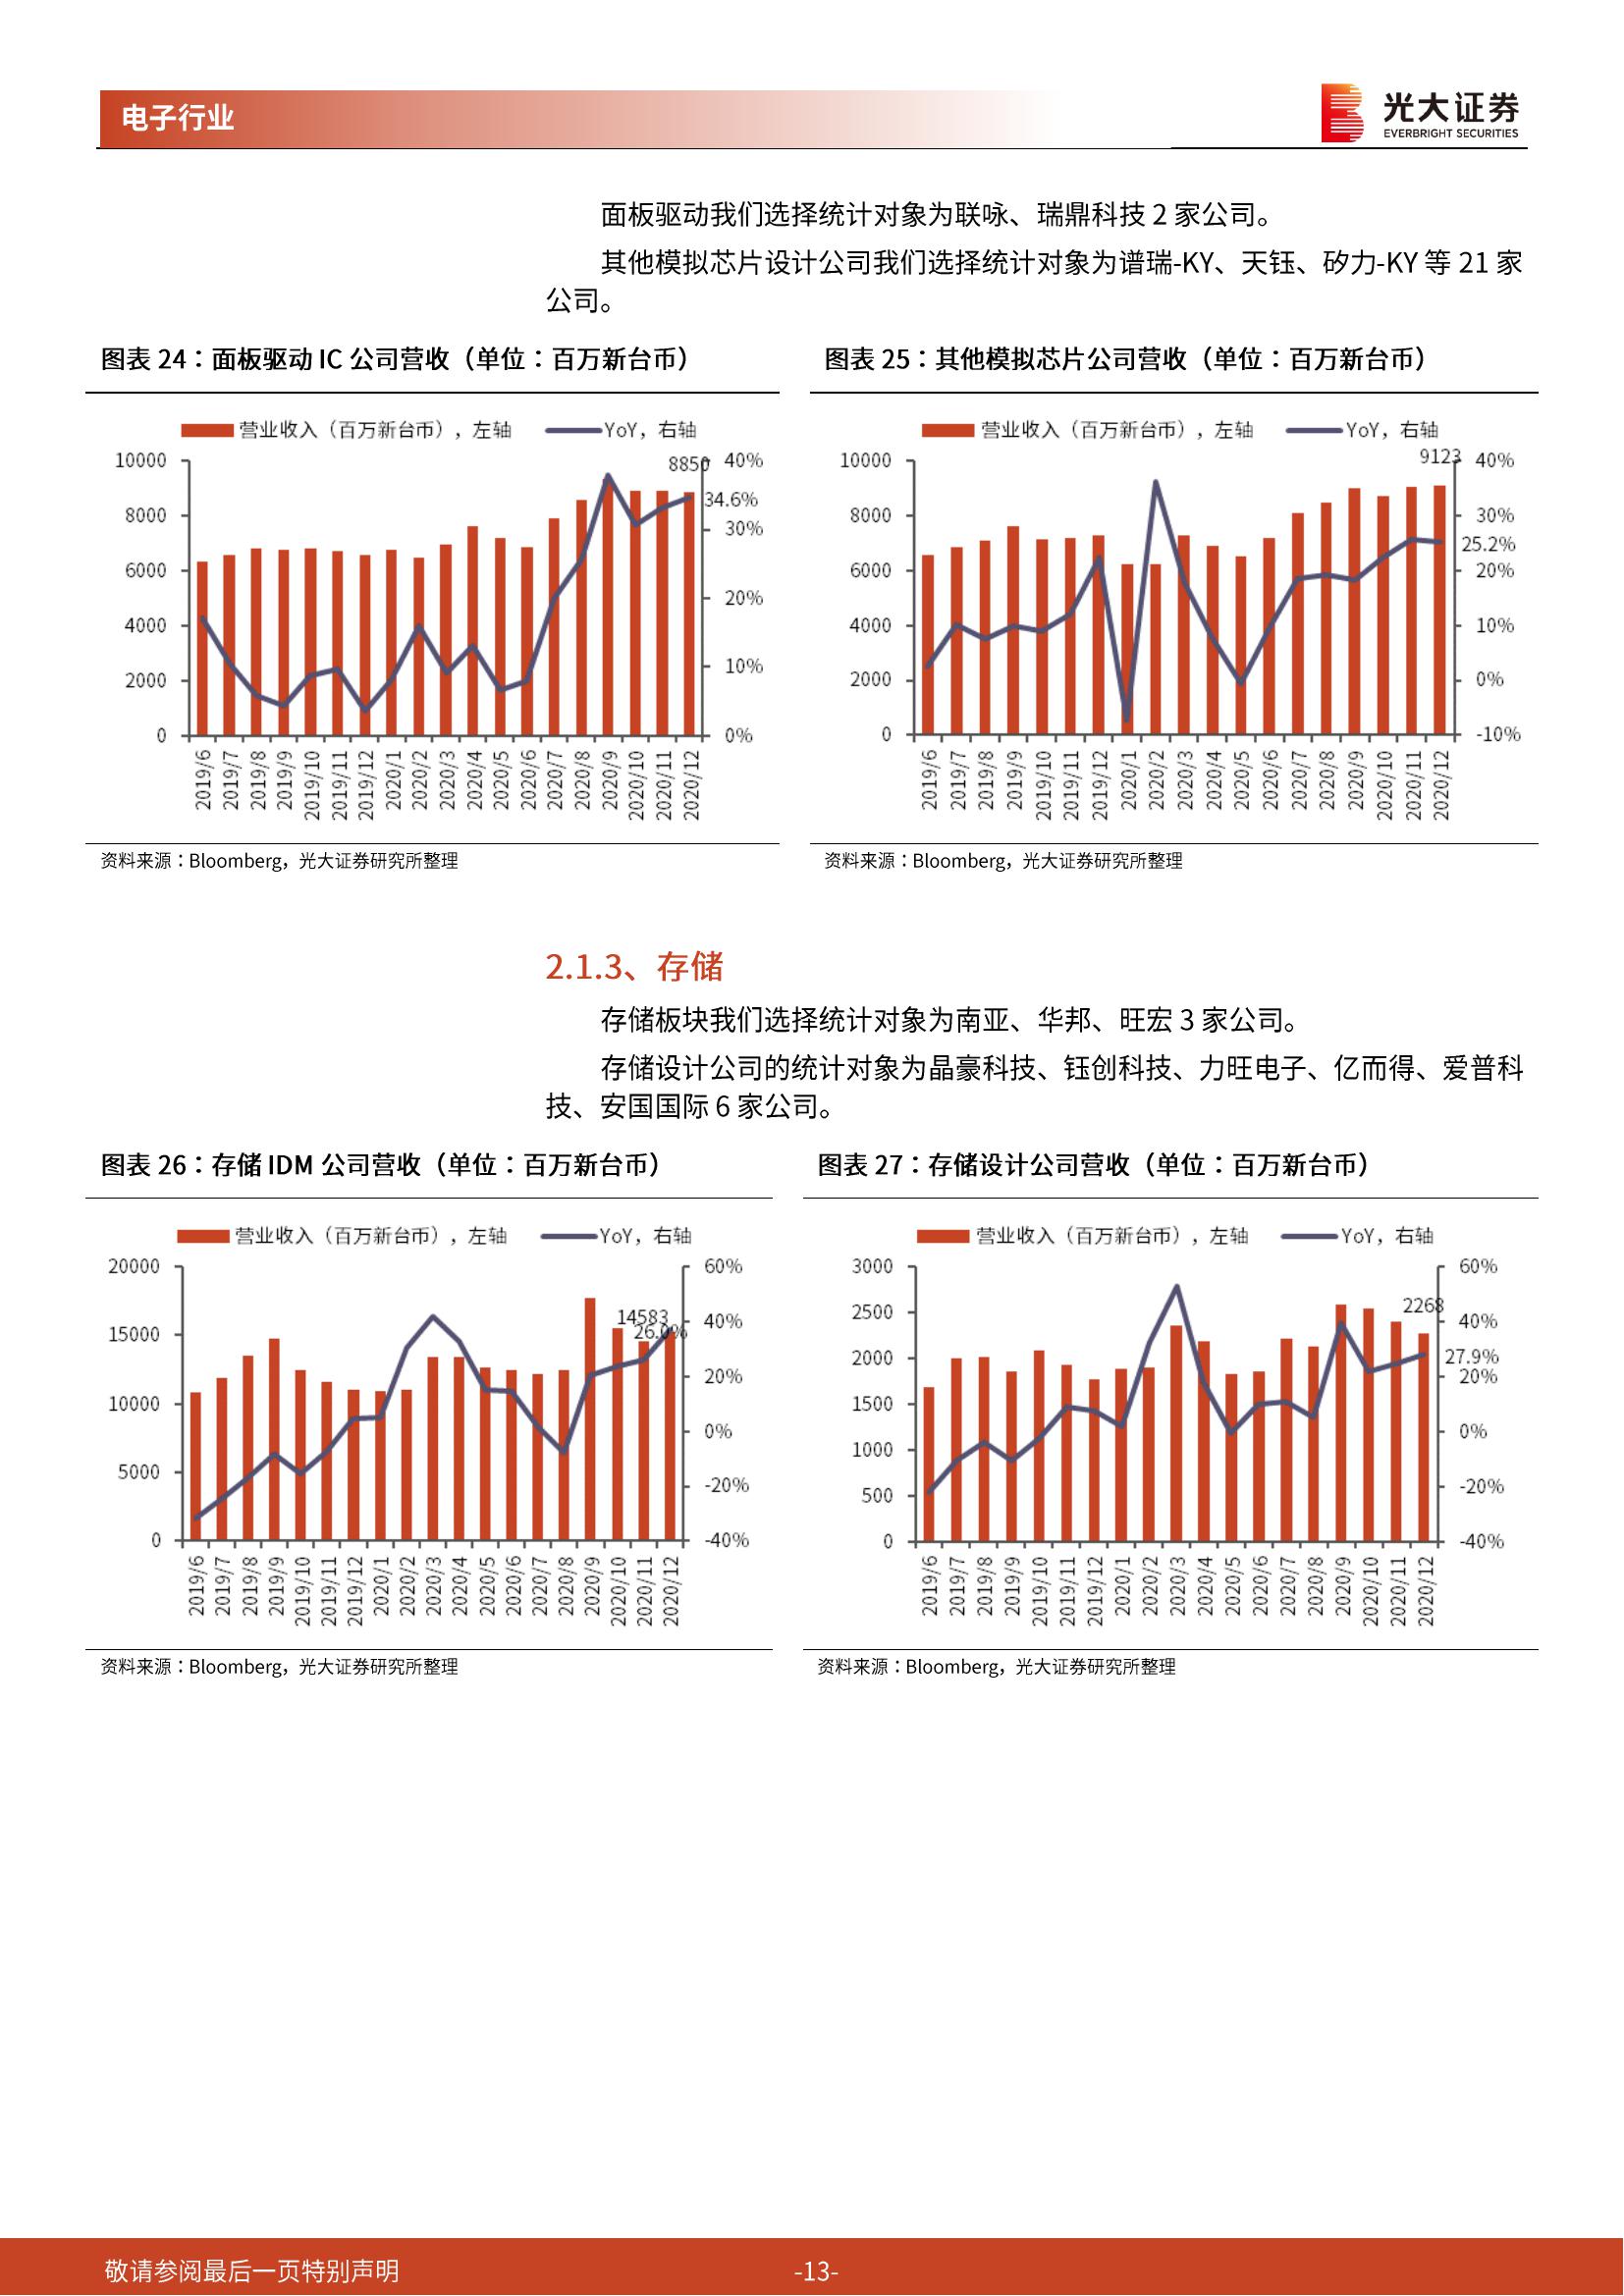 电子行业
光大证券
EVERBRIGHT SECURITIES
面板驱动我们选择统计对象为联咏、瑞鼎科技 2 家公司。
其他模拟芯片设计公司我们选择统计对象为谱瑞-KY、天钰、矽力-KY 等 21 家
公司。
图表 24：面板驱动 IC 公司营收（单位：百万新台币）
营业收入（百万新台币），左轴 YoY，右轴
10000
8000
6000
4000
2000
0
8850
34.6%
40%
30%
20%
10%
0%
2019/6 2019/7 2019/8 2019/9 2019/10 2019/11 2019/12 2020/1 2020/2 2020/3 2020/4 2020/5 2020/6 2020/7 2020/8 2020/9 2020/10 2020/11 2020/12
资料来源：Bloomberg，光大证券研究所整理
图表 25：其他模拟芯片公司营收（单位：百万新台币）
营业收入（百万新台币），左轴 YoY，右轴
10000
8000
6000
4000
2000
0
9123
25.2%
40%
30%
20%
10%
0%
-10%
2019/6 2019/7 2019/8 2019/9 2019/10 2019/11 2019/12 2020/1 2020/2 2020/3 2020/4 2020/5 2020/6 2020/7 2020/8 2020/9 2020/10 2020/11 2020/12
资料来源：Bloomberg，光大证券研究所整理
2.1.3、存储
存储板块我们选择统计对象为南亚、华邦、旺宏 3 家公司。
存储设计公司的统计对象为晶豪科技、钰创科技、力旺电子、亿而得、爱普科
技、安国国际 6 家公司。
图表 26：存储 IDM 公司营收（单位：百万新台币）
营业收入（百万新台币），左轴 YoY，右轴
20000
15000
10000
5000
0
14583
26.0%
60%
40%
20%
0%
-20%
-40%
2019/6 2019/7 2019/8 2019/9 2019/10 2019/11 2019/12 2020/1 2020/2 2020/3 2020/4 2020/5 2020/6 2020/7 2020/8 2020/9 2020/10 2020/11 2020/12
资料来源：Bloomberg，光大证券研究所整理
图表 27：存储设计公司营收（单位：百万新台币）
营业收入（百万新台币），左轴 YoY，右轴
3000
2500
2000
1500
1000
500
0
2268
27.9%
60%
40%
20%
0%
-20%
-40%
2019/6 2019/7 2019/8 2019/9 2019/10 2019/11 2019/12 2020/1 2020/2 2020/3 2020/4 2020/5 2020/6 2020/7 2020/8 2020/9 2020/10 2020/11 2020/12
资料来源：Bloomberg，光大证券研究所整理
敬请参阅最后一页特别声明
-13-